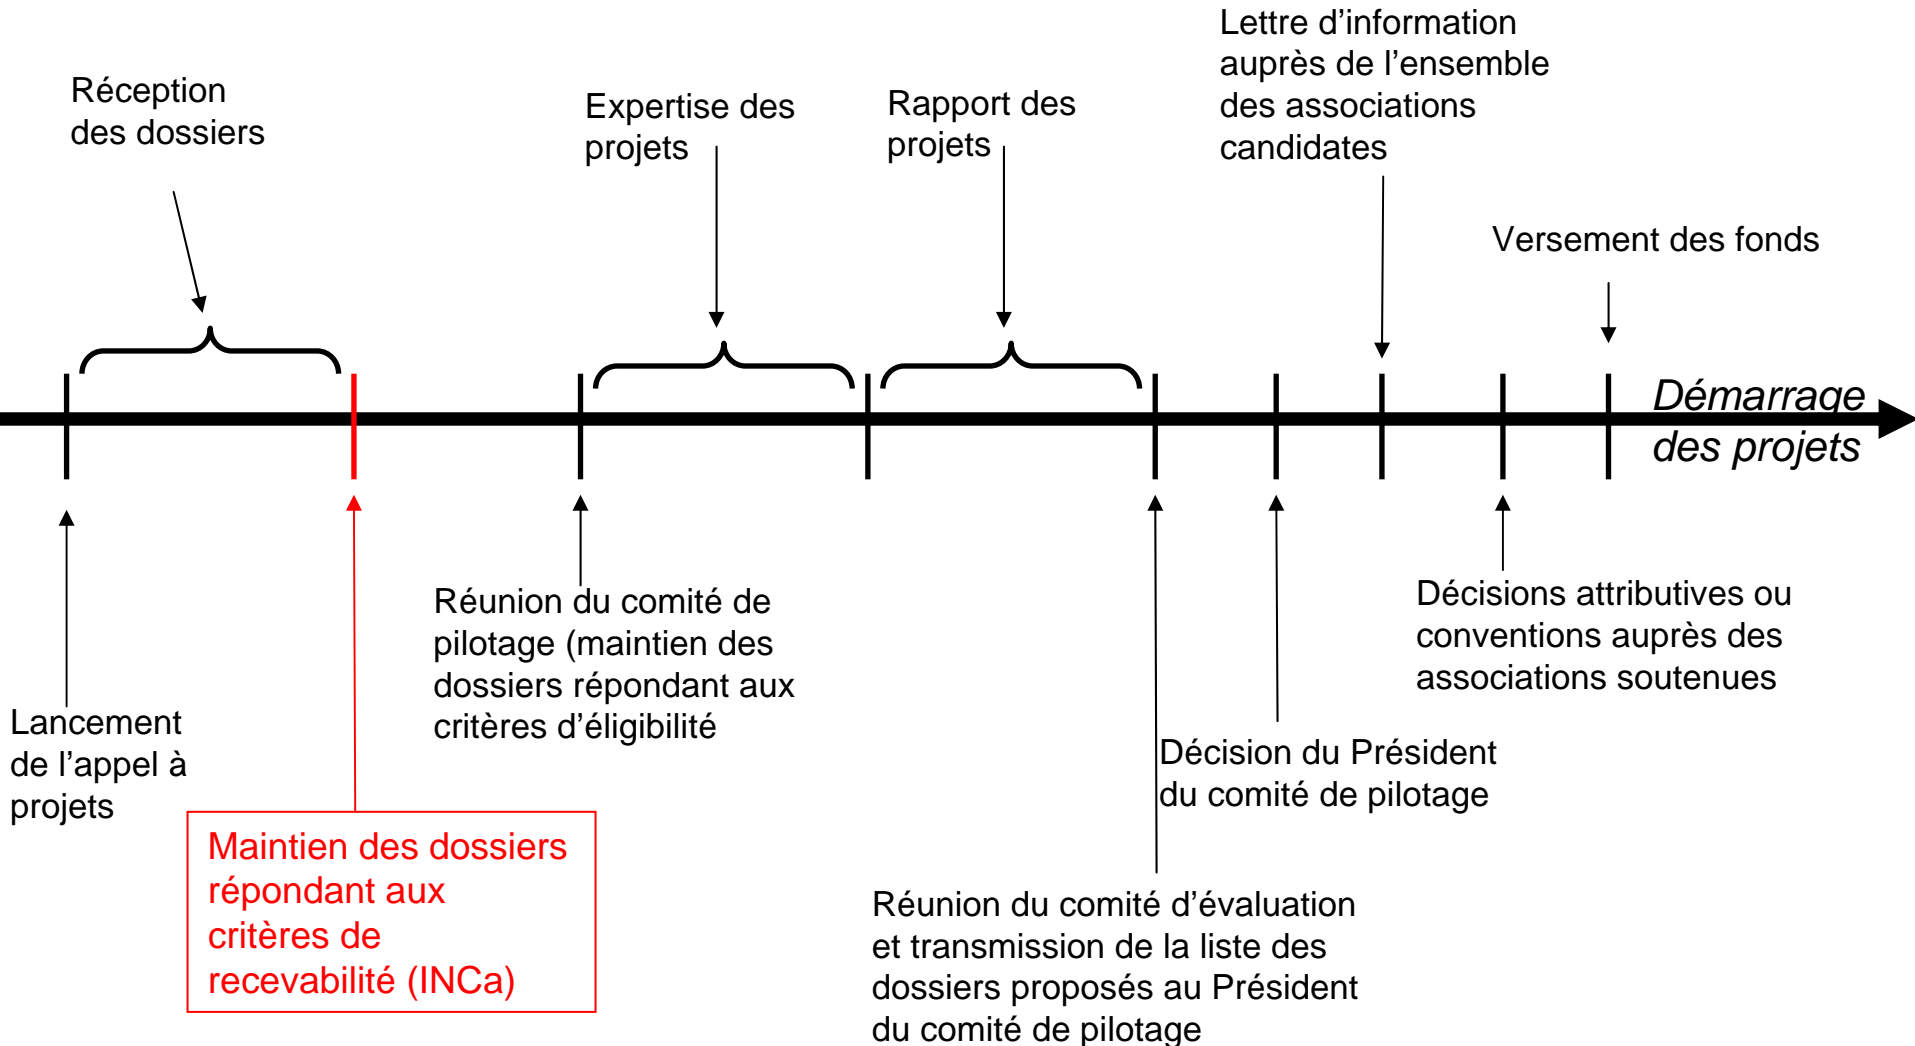 Réception
des dossiers
Expertise des
projets
Rapport des
projets
Lettre d’information
auprès de l’ensemble
des associations
candidates
Versement des fonds
Démarrage
des projets
Lancement
de l’appel à
projets
Maintien des dossiers
répondant aux
critères de
recevabilité (INCa)
Réunion du comité de
pilotage (maintien des
dossiers répondant aux
critères d’éligibilité
Réunion du comité d’évaluation
et transmission de la liste des
dossiers proposés au Président
du comité de pilotage
Décision du Président
du comité de pilotage
Décisions attributives ou
conventions auprès des
associations soutenues